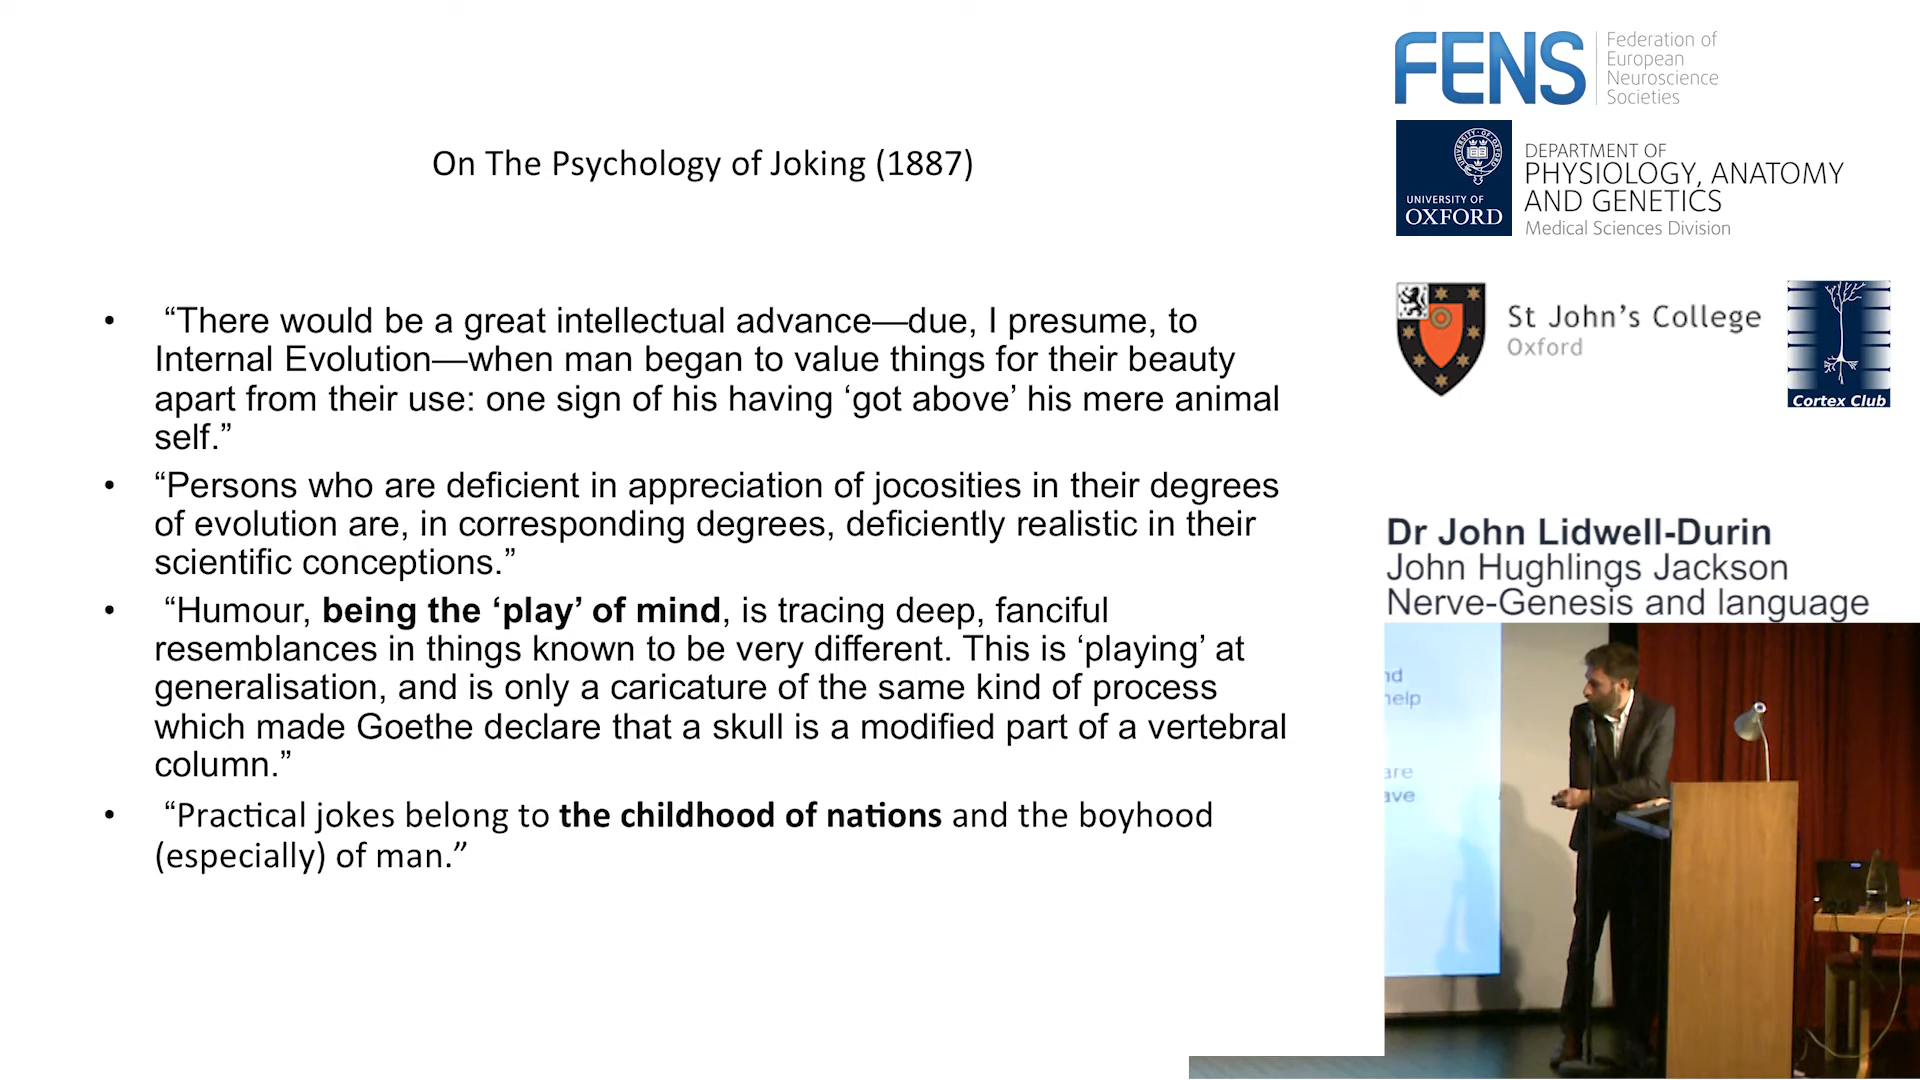 On The Psychology of Joking (1887)
• “There would be a great intellectual advance—due, I presume, to
Internal Evolution—when man began to value things for their beauty
apart from their use: one sign of his having ‘got above’ his mere animal
self.”
• “Persons who are deficient in appreciation of jocosities in their degrees
of evolution are, in corresponding degrees, deficiently realistic in their
scientific conceptions.”
• “Humour, being the ‘play’ of mind, is tracing deep, fanciful
resemblances in things known to be very different. This is ‘playing’ at
generalisation, and is only a caricature of the same kind of process
which made Goethe declare that a skull is a modified part of a vertebral
column.”
• “Practical jokes belong to the childhood of nations and the boyhood
(especially) of man.”
FENS
Federation of
European
Neuroscience
Societies
UNIVERSITY OF
OXFORD
DEPARTMENT OF
PHYSIOLOGY, ANATOMY
AND GENETICS
Medical Sciences Division
St John’s College
Oxford
Cortex Club
Dr John Lidwell-Durin
John Hughlings Jackson
Nerve-Genesis and language
help